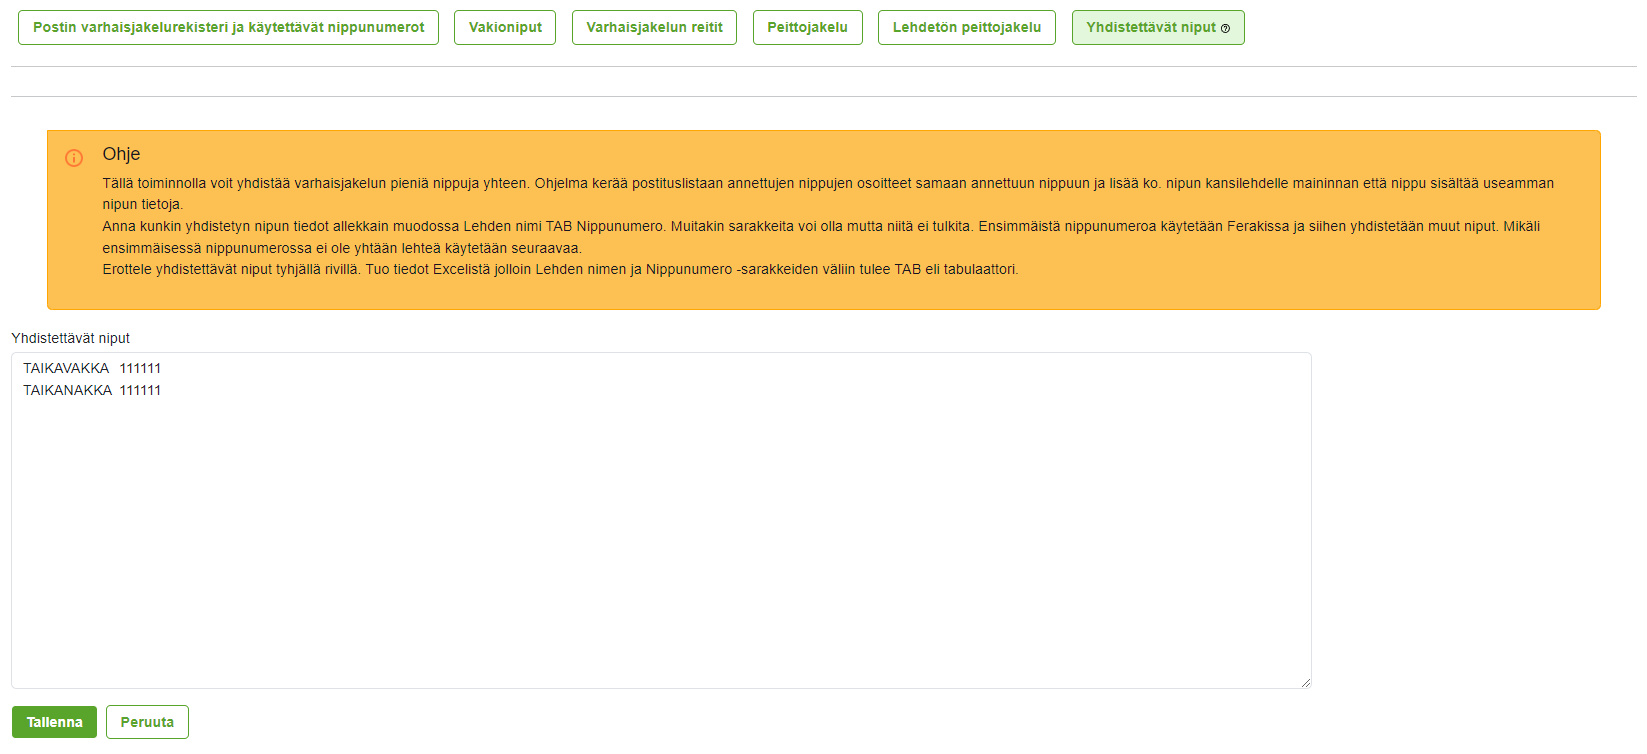 Postin varhaisjakelurekisteri ja käytettävät nippunumerot Vakioniput Varhaisjakelun reitit Peittojakelu Lehdetön peittojakelu Yhdistettävät niput
Ohje
Tällä toiminnolla voit yhdistää varhaisjakelun pieniä nippuja yhteen. Ohjelma kerää postituslistaan annettujen nippujen osoitteet samaan annettuun nippuun ja lisää ko. nipun kansilehdelle maininnan että nippu sisältää useamman
nipun tietoja.
Anna kunkin yhdistetyn nipun tiedot allekkain muodossa Lehden nimi TAB Nippunumero. Muitakin sarakkeita voi olla mutta niitä ei tulkita. Ensimmäistä nippunumeroa käytetään Ferakissa ja siihen yhdistetään muut niput. Mikäli
ensimmäisessä nippunumerossa ei ole yhtään lehteä käytetään seuraavaa.
Erottele yhdistettävät niput tyhjällä rivillä. Tuo tiedot Excelistä jolloin Lehden nimen ja Nippunumero -sarakkeiden väliin tulee TAB eli tabulaattori.
Yhdistettävät niput
TAIKAVAKKA 111111
TAIKANAKKA 111111
Tallenna Peruuta